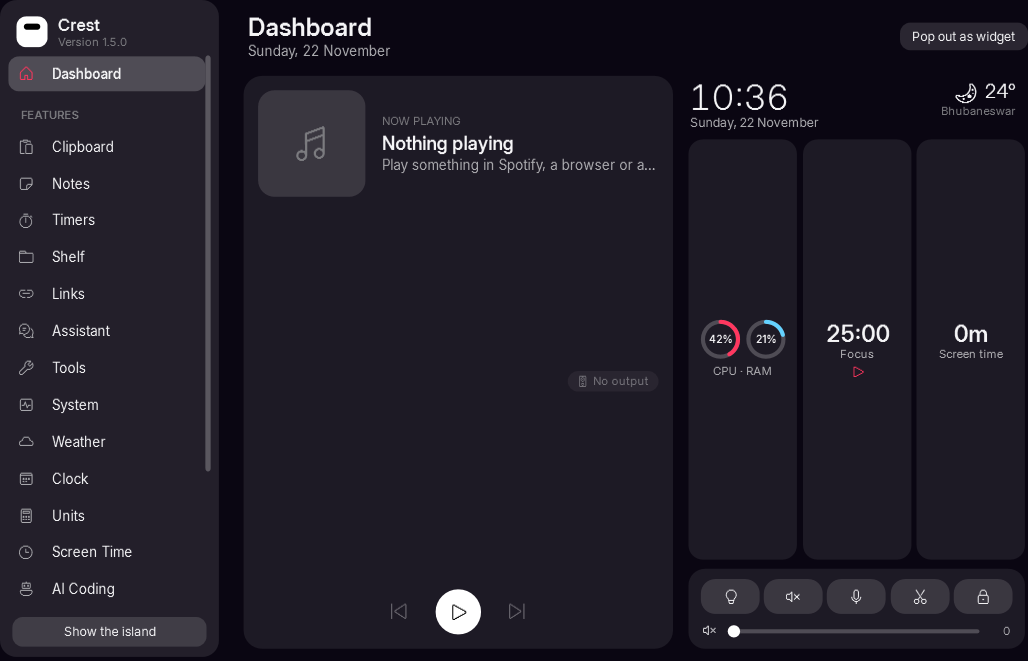 Crest
Version 1.5.0
Dashboard
FEATURES
Clipboard
Notes
Timers
Shelf
Links
Assistant
Tools
System
Weather
Clock
Units
Screen Time
AI Coding
Show the island
Dashboard
Sunday, 22 November
Pop out as widget
NOW PLAYING
Nothing playing
Play something in Spotify, a browser or a...
No output
10:36
Sunday, 22 November
24°
Bhubaneswar
42% 21%
CPU · RAM
25:00
Focus
0m
Screen time
0